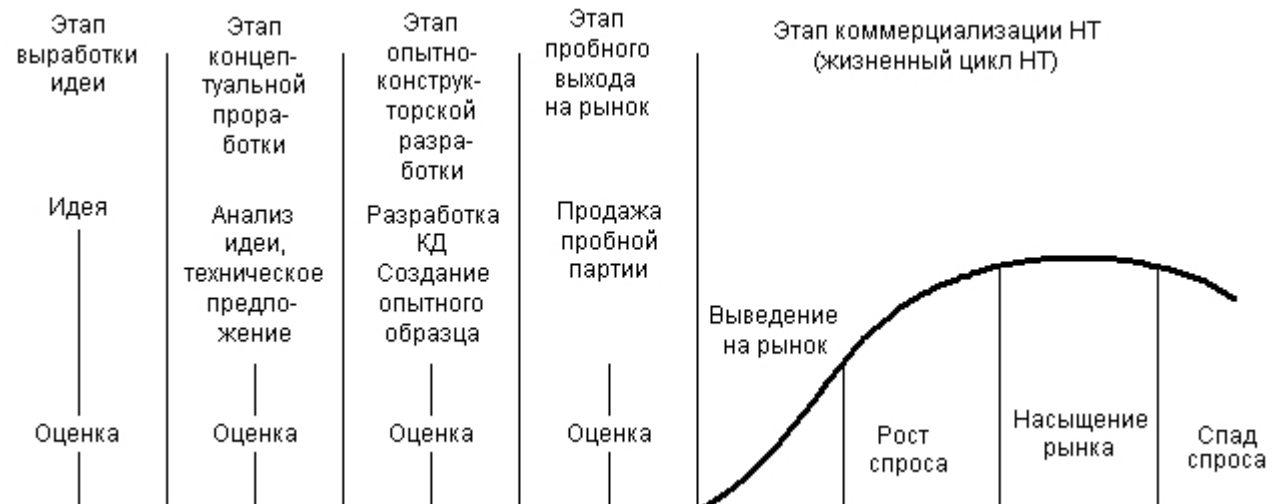 Этап
выработки
идеи
Этап
концеп-
туальной
прора-
ботки
Этап
опытно-
конструк-
торской
разра-
ботки
Этап
пробного
выхода
на рынок
Этап коммерциализации НТ
(жизненный цикл НТ)
Идея
Анализ
идеи,
техническое
предло-
жение
Разработка
КД
Создание
опытного
образца
Продажа
пробной
партии
Выведение
на рынок
Оценка
Оценка
Оценка
Оценка
Рост
спроса
Насыщение
рынка
Спад
спроса